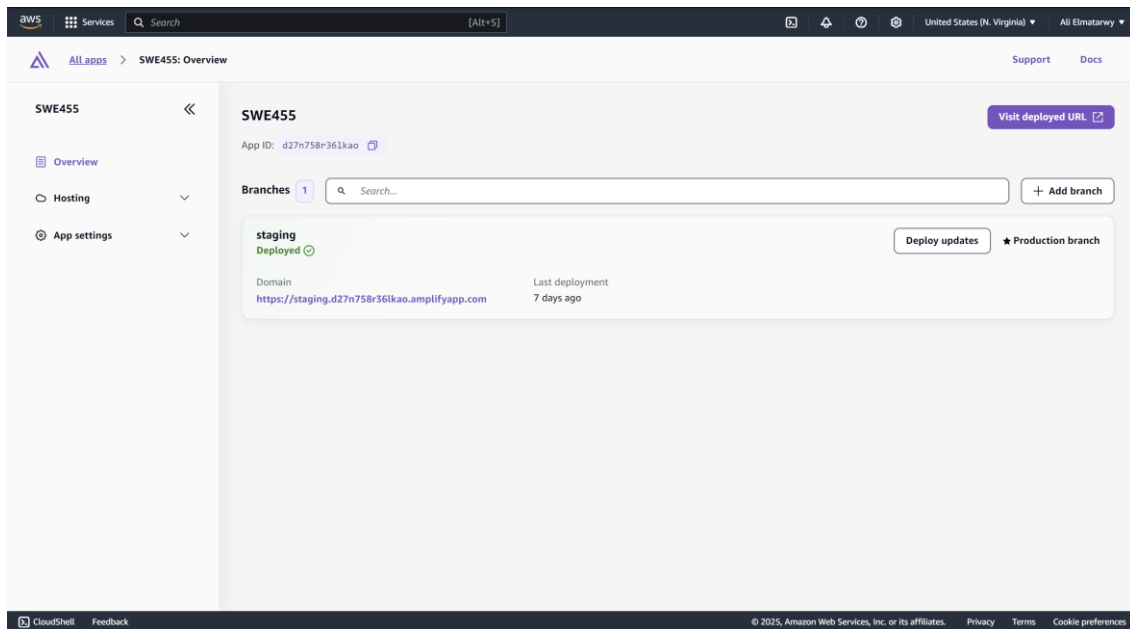 aws Services Search [Alt+S] United States (N. Virginia) Ali Elmatarwy
All apps > SWE455: Overview Support Docs
SWE455
Overview
Hosting
App settings
SWE455 Visit deployed URL
App ID: d27n758r36lkao
Branches 1 Search... + Add branch
staging
Deployed
Deploy updates ★ Production branch
Domain Last deployment
https://staging.d27n758r36lkao.amplifyapp.com 7 days ago
CloudShell Feedback © 2025, Amazon Web Services, Inc. or its affiliates. Privacy Terms Cookie preferences